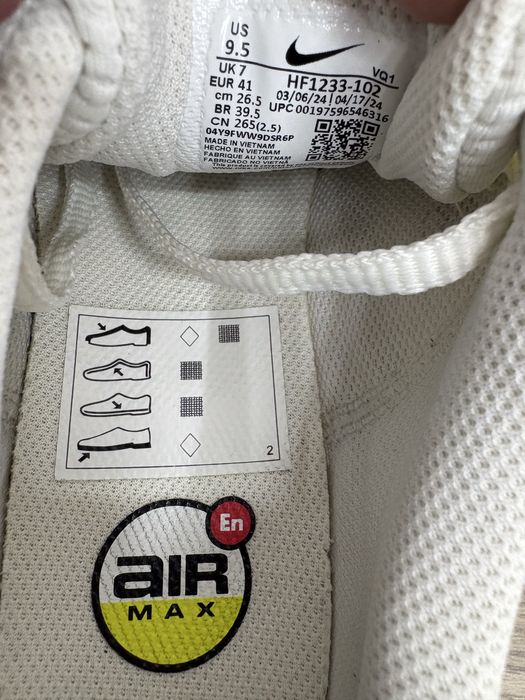 US
9.5
UK 7
EUR 41
cm 26.5
BR 39.5
CN 265(2.5)
VQ1
HF1233-102
03/06/24 | 04/17/24
UPC 00197596546316
04Y9FWW9DSR6P
MADE IN VIETNAM
HECHO EN VIETNAM
FABRIQUE AU VIETNAM
FABRICADO NO VIETNÃ
2
En
aIR
MAX